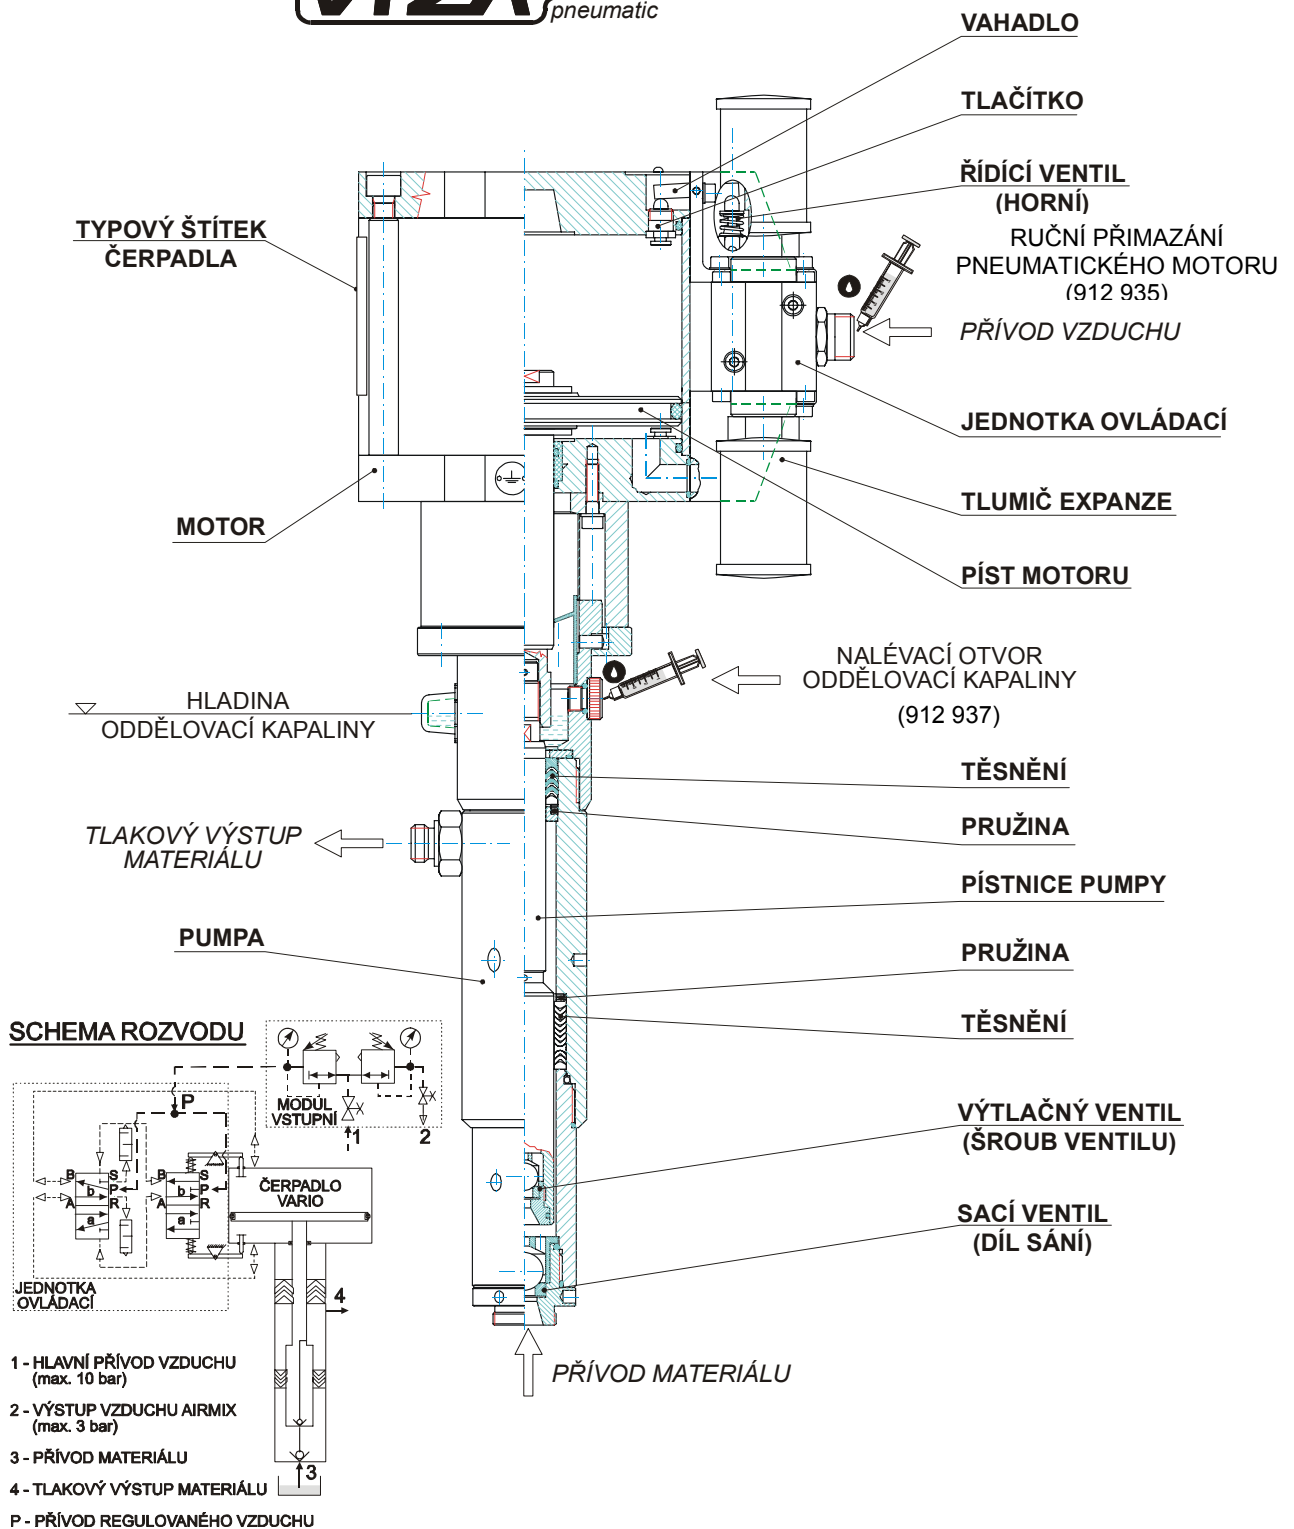 VYZA
pneumatic
VAHADLO
TLAČÍTKO
ŘÍDÍCÍ VENTIL
(HORNÍ)
TYPOVÝ ŠTÍTEK
ČERPADLA
RUČNÍ PŘIMAZÁNÍ
PNEUMATICKÉHO MOTORU
(912 935)
PŘÍVOD VZDUCHU
JEDNOTKA OVLÁDACÍ
TLUMIČ EXPANZE
MOTOR
PÍST MOTORU
NALÉVACÍ OTVOR
ODDĚLOVACÍ KAPALINY
(912 937)
HLADINA
ODDĚLOVACÍ KAPALINY
TĚSNĚNÍ
PRUŽINA
TLAKOVÝ VÝSTUP
MATERIÁLU
PÍSTNICE PUMPY
PUMPA
PRUŽINA
TĚSNĚNÍ
SCHEMA ROZVODU
P
MODUL
VSTUPNÍ
1
2
VÝTLAČNÝ VENTIL
(ŠROUB VENTILU)
B S
b P
A R
a
B S
b P
A R
a
ČERPADLO
VARIO
SACÍ VENTIL
(DÍL SÁNÍ)
JEDNOTKA
OVLÁDACÍ
4
PŘÍVOD MATERIÁLU
3
1 - HLAVNÍ PŘÍVOD VZDUCHU
(max. 10 bar)
2 - VÝSTUP VZDUCHU AIRMIX
(max. 3 bar)
3 - PŘÍVOD MATERIÁLU
4 - TLAKOVÝ VÝSTUP MATERIÁLU
P - PŘÍVOD REGULOVANÉHO VZDUCHU